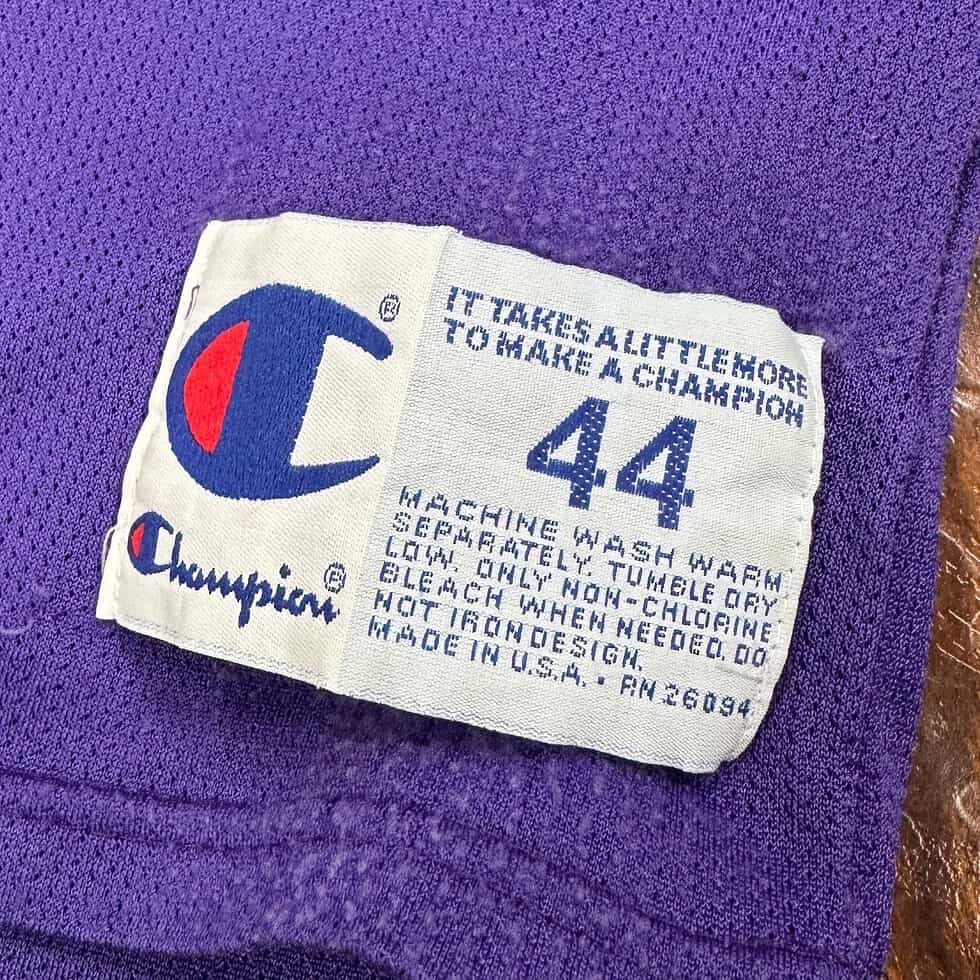 ®
Champion®
IT TAKES A LITTLE MORE
TO MAKE A CHAMPION
44
MACHINE WASH WARM
SEPARATELY. TUMBLE DRY
LOW. ONLY NON-CHLORINE
BLEACH WHEN NEEDED. DO
NOT IRON DESIGN.
MADE IN U.S.A. • RN 26094